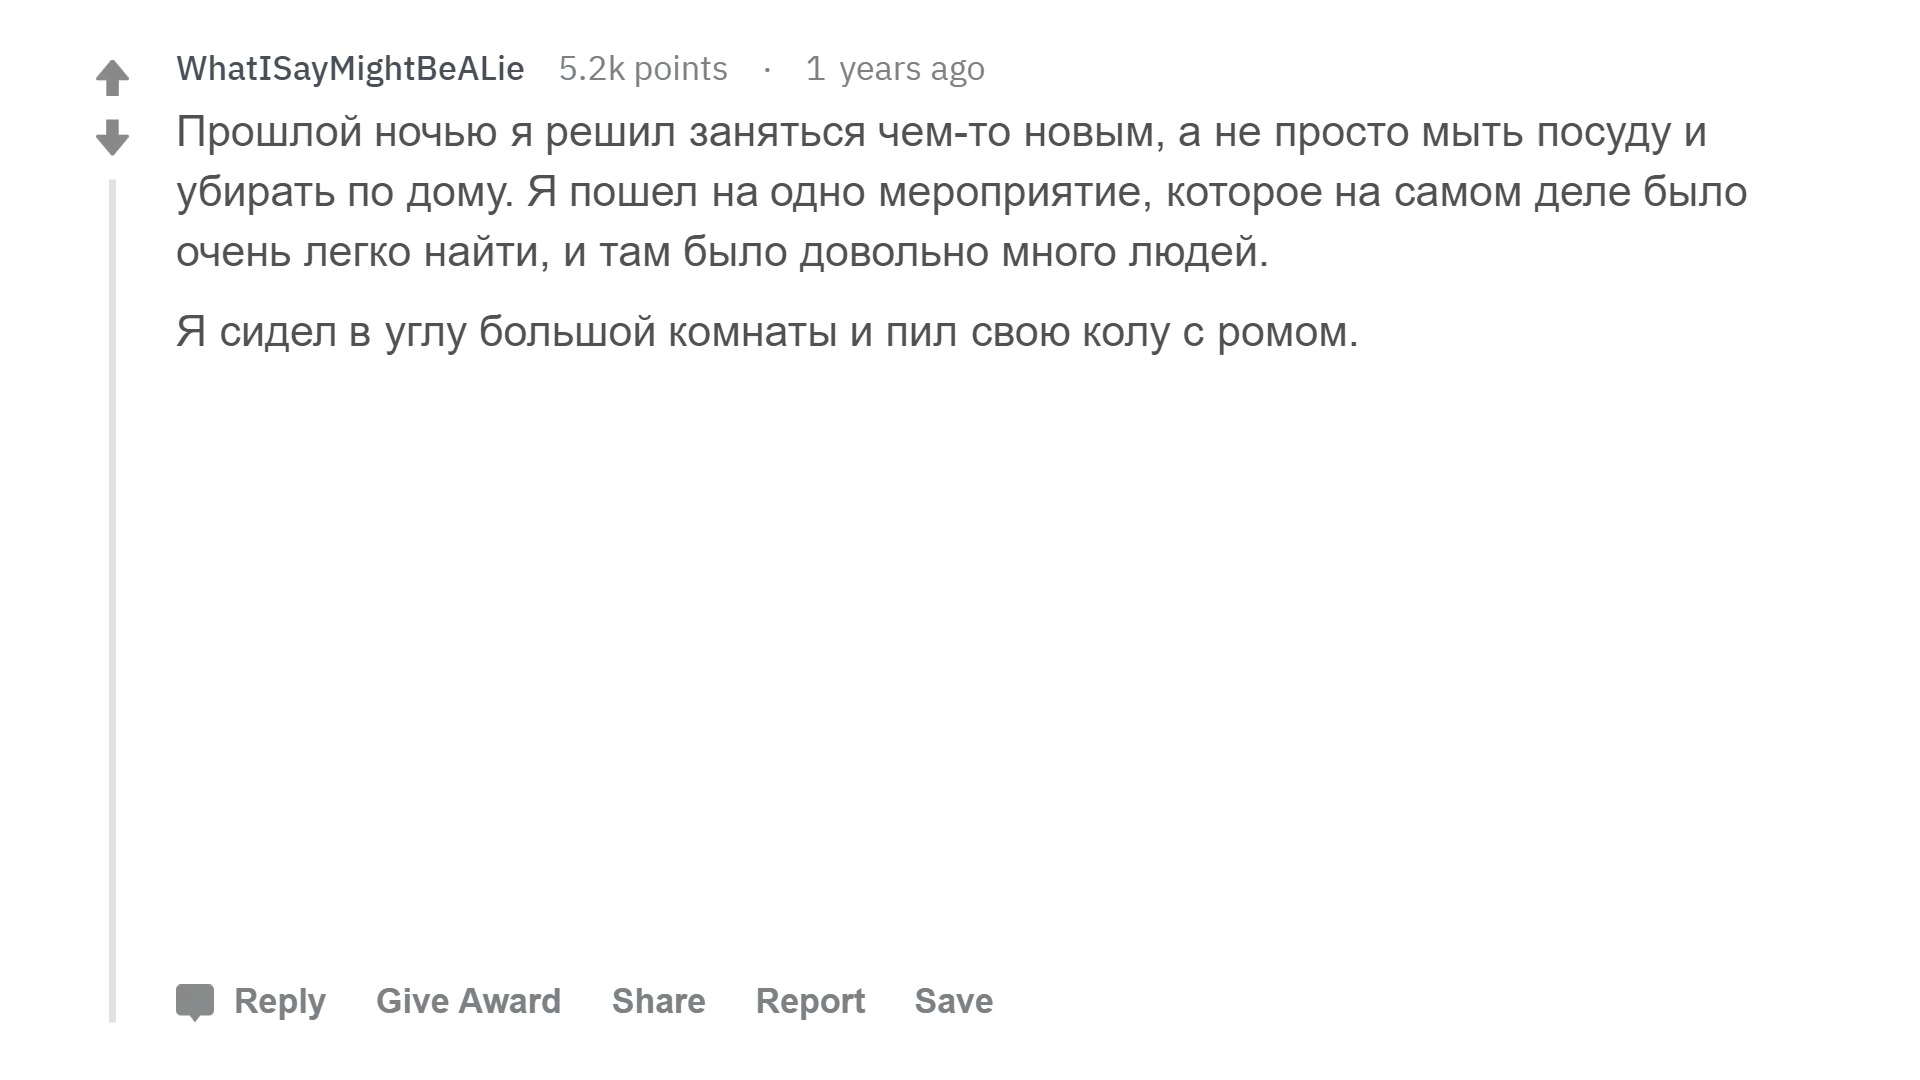 WhatISayMightBeALie 5.2k points · 1 years ago
Прошлой ночью я решил заняться чем-то новым, а не просто мыть посуду и
убирать по дому. Я пошел на одно мероприятие, которое на самом деле было
очень легко найти, и там было довольно много людей.
Я сидел в углу большой комнаты и пил свою колу с ромом.
Reply Give Award Share Report Save